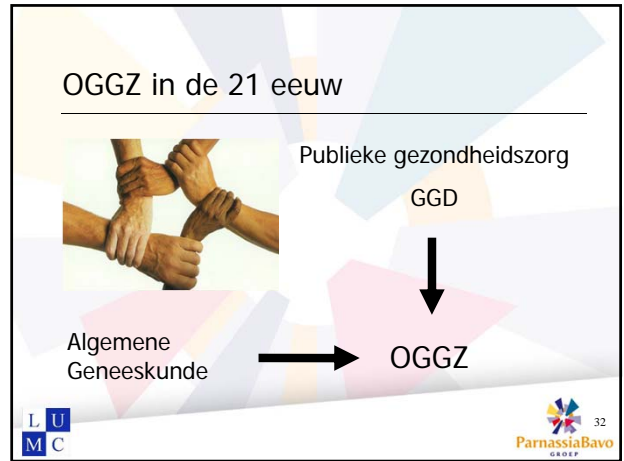 OGGZ in de 21 eeuw
Publieke gezondheidszorg
GGD
Algemene
Geneeskunde
OGGZ
L U
M C
32
ParnassiaBavo
GROEP